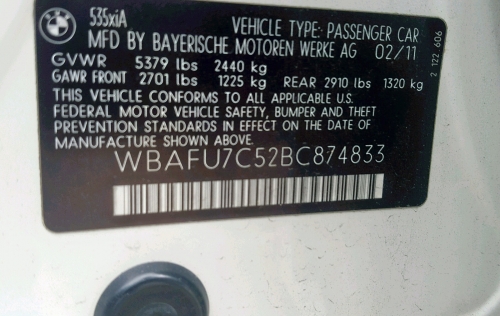 BMW
535xiA
VEHICLE TYPE: PASSENGER CAR
MFD BY BAYERISCHE MOTOREN WERKE AG 02/11
GVWR 5379 lbs 2440 kg
GAWR FRONT 2701 lbs 1225 kg REAR 2910 lbs 1320 kg
THIS VEHICLE CONFORMS TO ALL APPLICABLE U.S.
FEDERAL MOTOR VEHICLE SAFETY, BUMPER AND THEFT
PREVENTION STANDARDS IN EFFECT ON THE DATE OF
MANUFACTURE SHOWN ABOVE.
WBAFU7C52BC874833
2 122 606